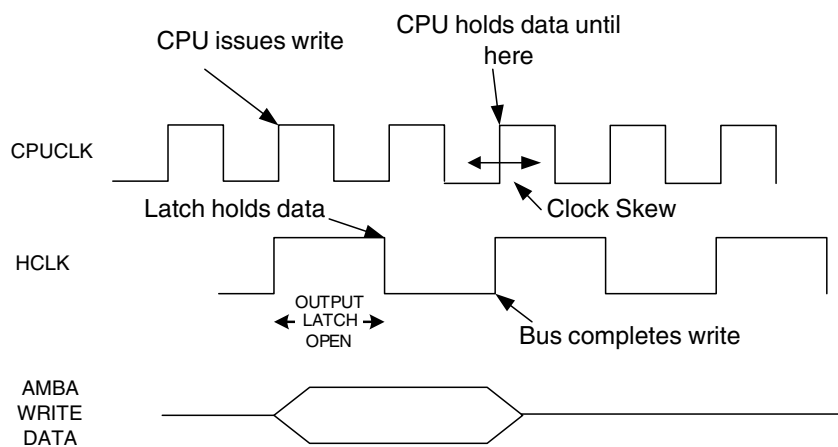 CPU issues write
CPU holds data until
here
CPUCLK
Latch holds data
Clock Skew
HCLK
OUTPUT
LATCH
OPEN
Bus completes write
AMBA
WRITE
DATA